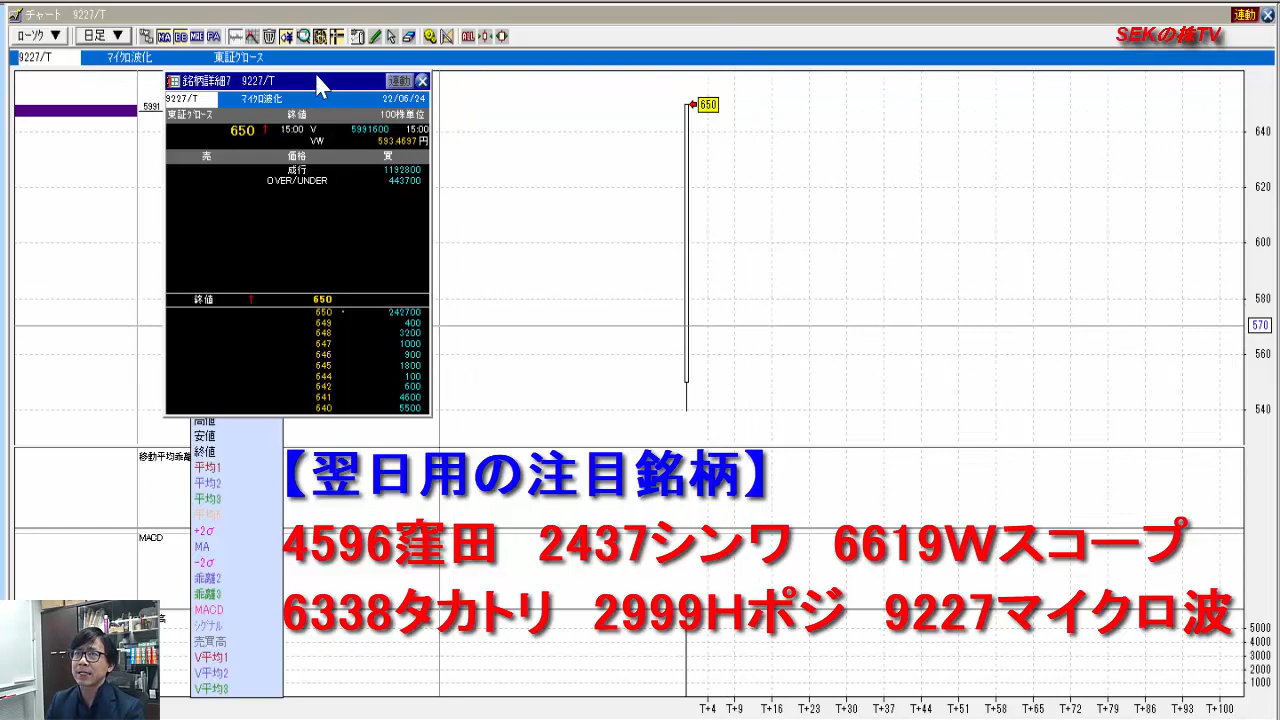 チャート 9227/T
連動
ローソク ▼ 日足 ▼ MA BB ALL
SEKの株TV
9227/T マイクロ波化 東証グロース
銘柄詳細7 9227/T 連動
9227/T マイクロ波化 22/06/24
東証グロース 終値 100株単位
650 ↑ 15:00 V 5991600 15:00
VW 593.4697 円
売 価格 買
成行 1192800
OVER/UNDER 443700
終値 ↑ 650
650 242700
649 400
648 3200
647 1000
646 900
645 1800
644 100
642 600
641 4600
640 5500
5991
650
640
620
600
580
570
560
540
高値
安値
終値
平均1
平均2
平均3
+2σ
MA
-2σ
乖離2
乖離3
MACD
シグナル
売買高
V平均1
V平均2
V平均3
移動平均乖離
MACD
高
【翌日用の注目銘柄】
4596窪田 2437シンワ 6619Wスコープ
6338タカトリ 2999Hポジ 9227マイクロ波
5000
4000
3000
2000
1000
T+4 T+9 T+16 T+23 T+30 T+37 T+44 T+51 T+58 T+65 T+72 T+79 T+86 T+93 T+100